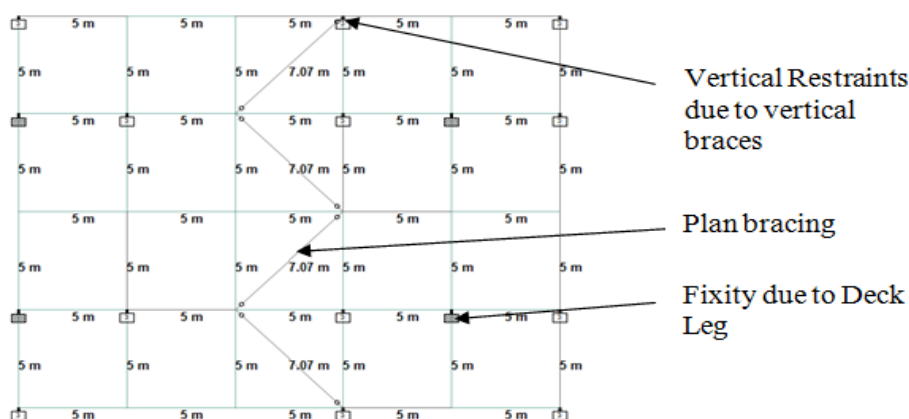 5 m 5 m 5 m 5 m 5 m
5 m 5 m 5 m 7.07 m 5 m 5 m 5 m
5 m 5 m 5 m 5 m 5 m
5 m 5 m 5 m 7.07 m 5 m 5 m 5 m
5 m 5 m 5 m 5 m 5 m
5 m 5 m 5 m 7.07 m 5 m 5 m 5 m
5 m 5 m 5 m 5 m 5 m
5 m 5 m 5 m 7.07 m 5 m 5 m 5 m
5 m 5 m 5 m 5 m 5 m
Vertical Restraints
due to vertical
braces
Plan bracing
Fixity due to Deck
Leg